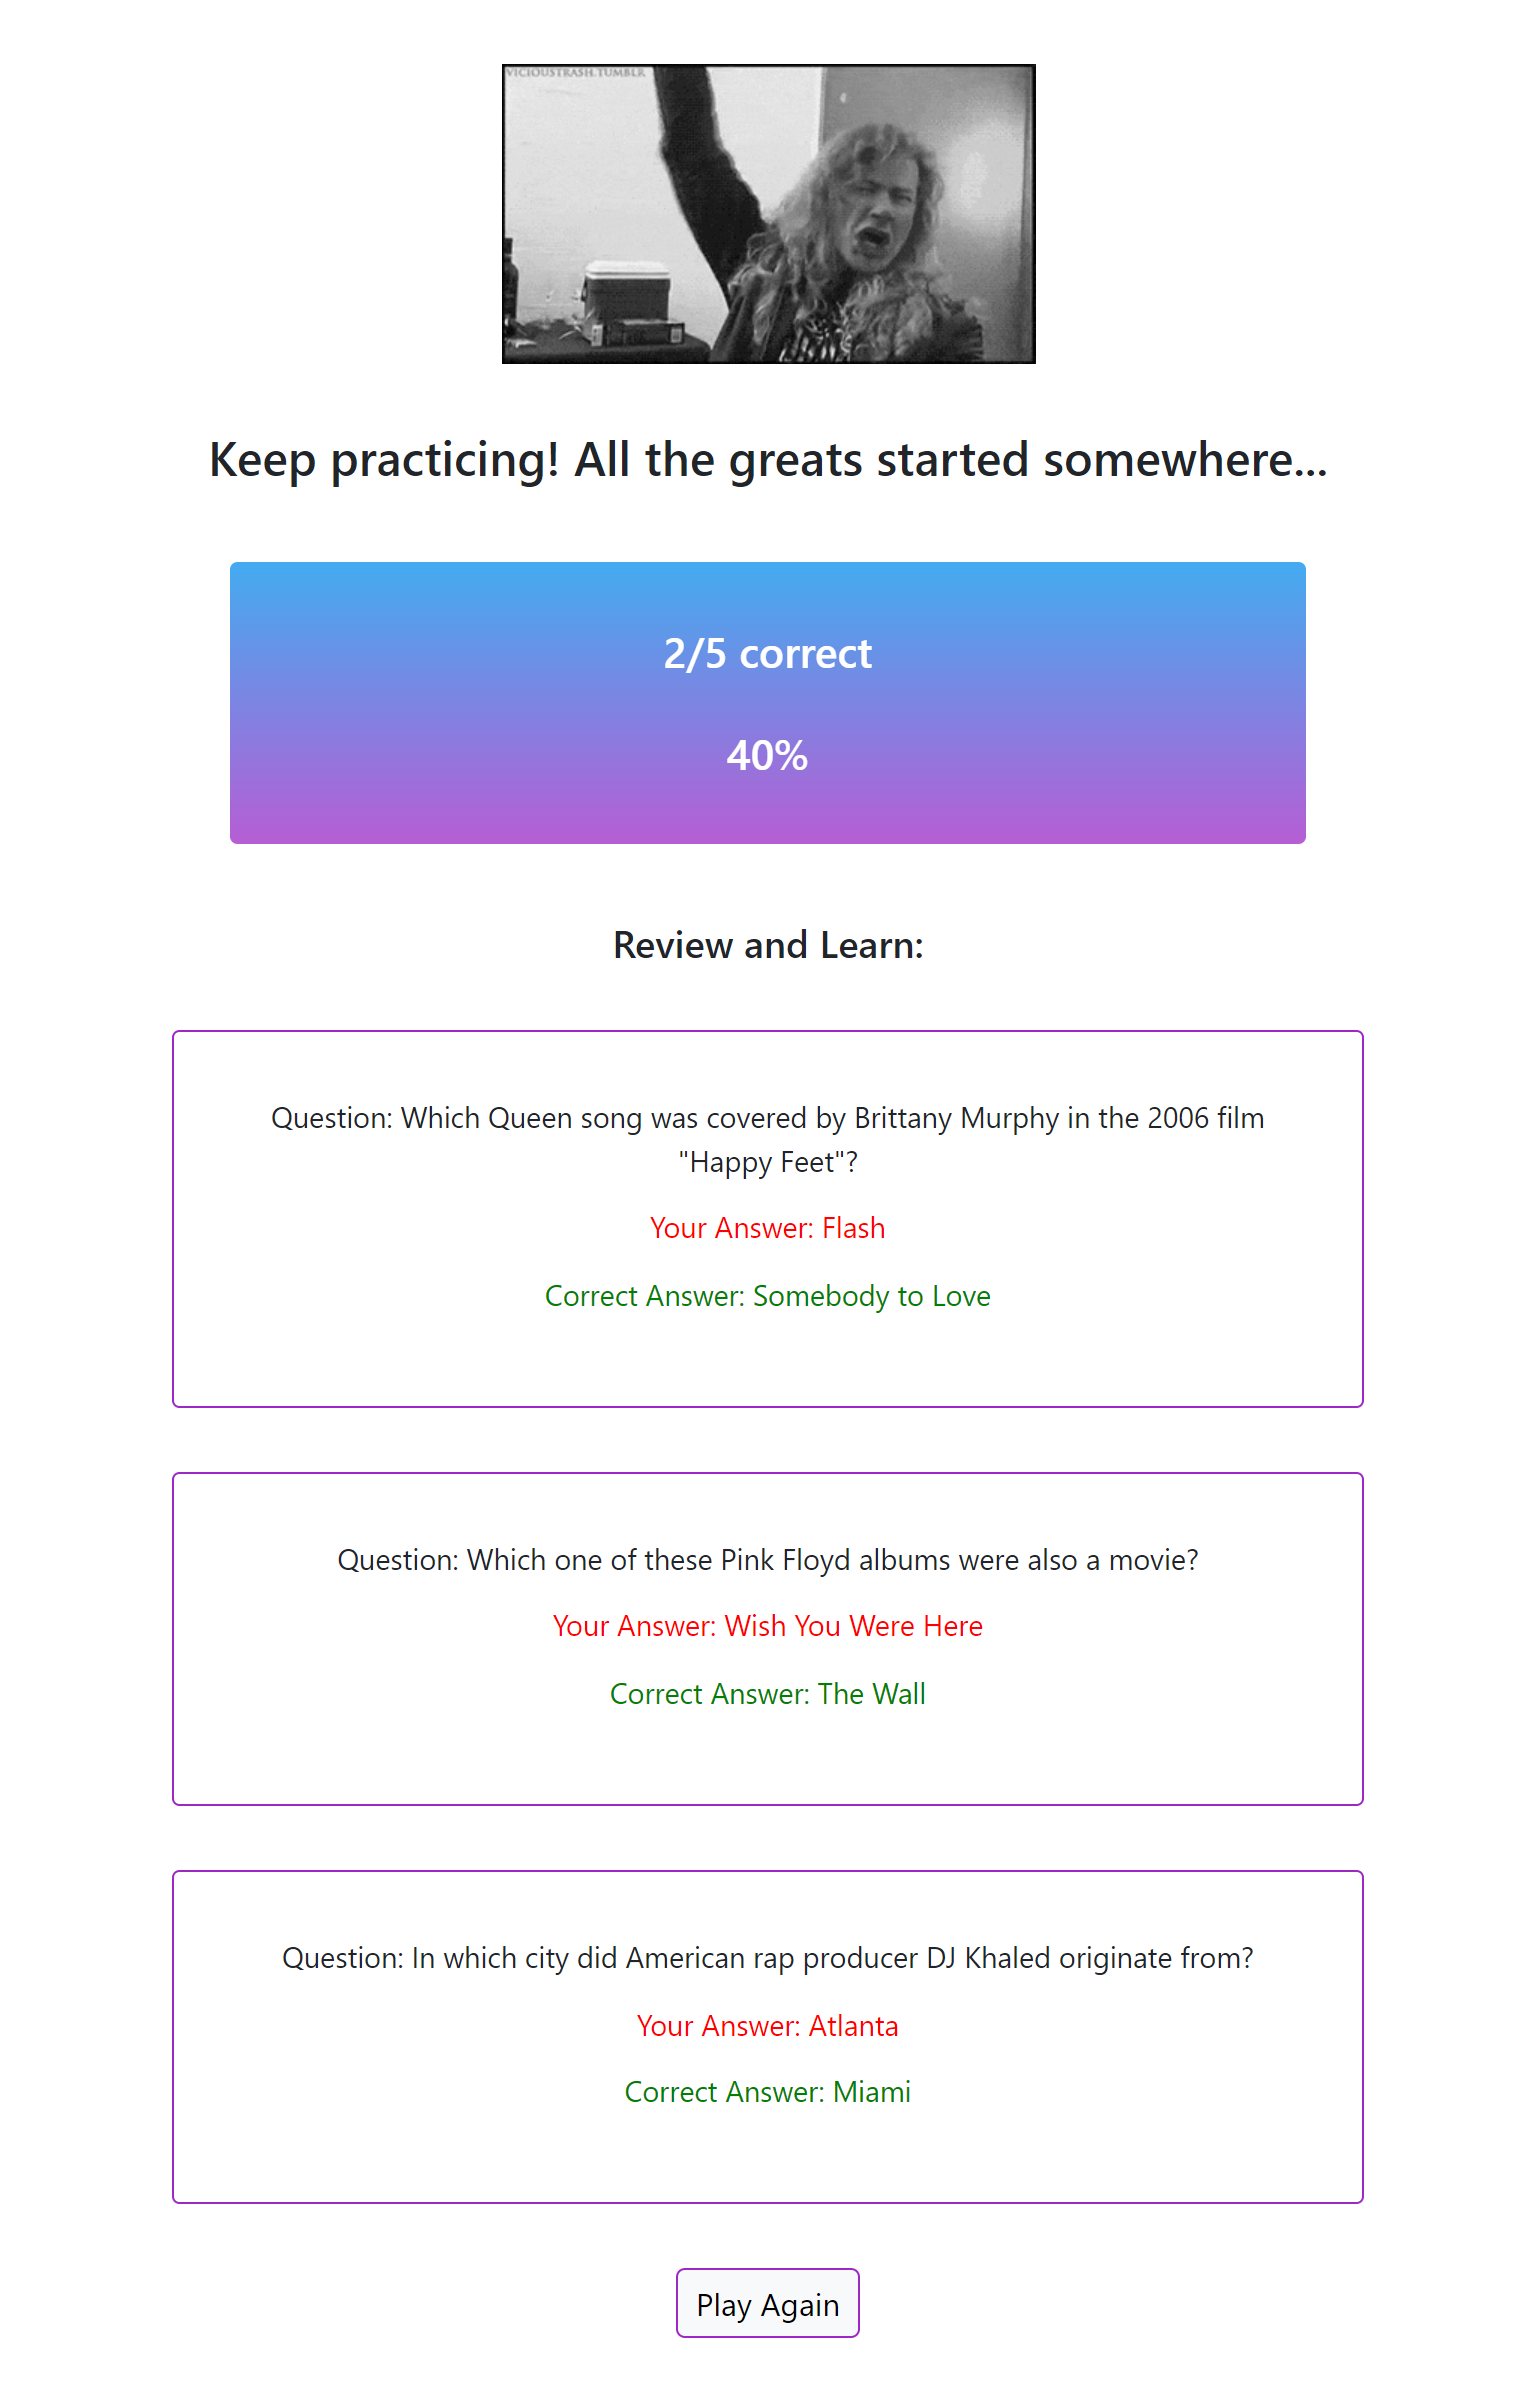 VICIOUSTRASH.TUMBLR
Keep practicing! All the greats started somewhere...
2/5 correct
40%
Review and Learn:
Question: Which Queen song was covered by Brittany Murphy in the 2006 film
"Happy Feet"?
Your Answer: Flash
Correct Answer: Somebody to Love
Question: Which one of these Pink Floyd albums were also a movie?
Your Answer: Wish You Were Here
Correct Answer: The Wall
Question: In which city did American rap producer DJ Khaled originate from?
Your Answer: Atlanta
Correct Answer: Miami
Play Again